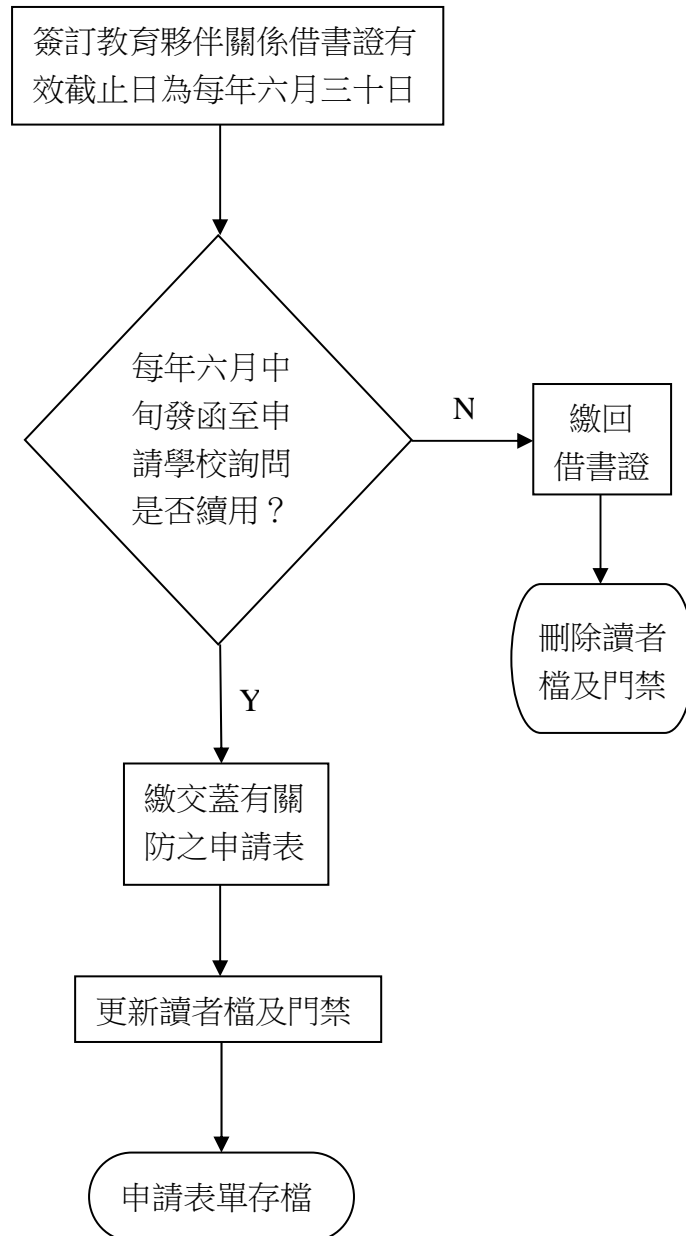 簽訂教育夥伴關係借書證有
效截止日為每年六月三十日
每年六月中
旬發函至申
請學校詢問
是否續用？
N
繳回
借書證
刪除讀者
檔及門禁
Y
繳交蓋有關
防之申請表
更新讀者檔及門禁
申請表單存檔